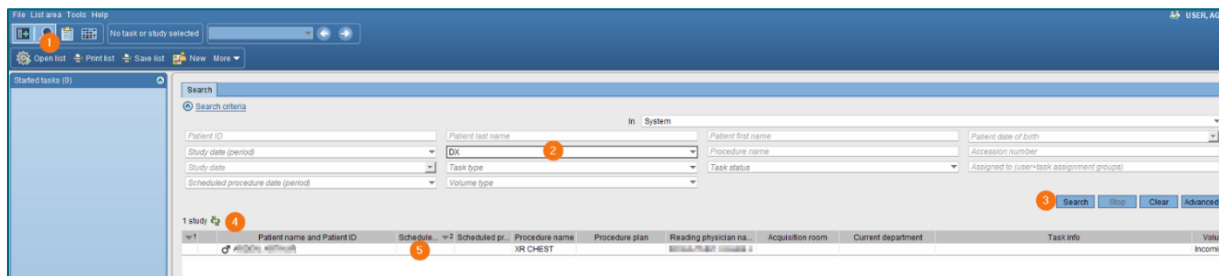 File List area Tools Help
USER, AG
No task or study selected
1
Open list Print list Save list New More
Started tasks (0)
Search
Search criteria
In System
Patient ID Patient last name Patient first name Patient date of birth
Study date (period) DX 2 Procedure name Accession number
Study date Task type Task status Assigned to (user+task assignment groups)
Scheduled procedure date (period) Volume type
3 Search Stop Clear Advanced
1 study 4
1 Patient name and Patient ID Schedule... 2 Scheduled pr... Procedure name Procedure plan Reading physician na... Acquisition room Current department Task info Volu
5 XR CHEST Incomi